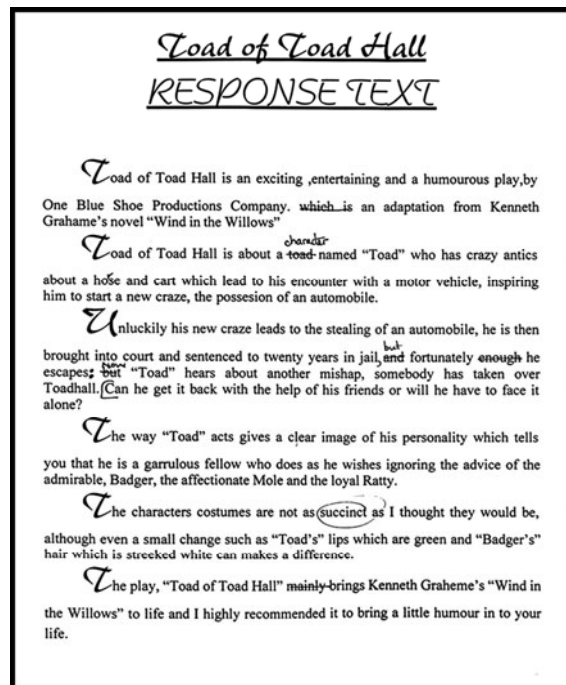 Toad of Toad Hall
RESPONSE TEXT
Toad of Toad Hall is an exciting ,entertaining and a humourous play,by
One Blue Shoe Productions Company. which is an adaptation from Kenneth
Grahame's novel “Wind in the Willows”
character
Toad of Toad Hall is about a toad named “Toad” who has crazy antics
about a hose and cart which lead to his encounter with a motor vehicle, inspiring
him to start a new craze, the possesion of an automobile.
Unluckily his new craze leads to the stealing of an automobile, he is then
but
brought into court and sentenced to twenty years in jail, and fortunately enough he
Now
escapes; but “Toad” hears about another mishap, somebody has taken over
Toadhall. Can he get it back with the help of his friends or will he have to face it
alone?
The way “Toad” acts gives a clear image of his personality which tells
you that he is a garrulous fellow who does as he wishes ignoring the advice of the
admirable, Badger, the affectionate Mole and the loyal Ratty.
The characters costumes are not as succinct as I thought they would be,
although even a small change such as “Toad's” lips which are green and “Badger's”
hair which is streeked white can makes a difference.
The play, “Toad of Toad Hall” mainly brings Kenneth Graheme's “Wind in
the Willows” to life and I highly recommended it to bring a little humour in to your
life.